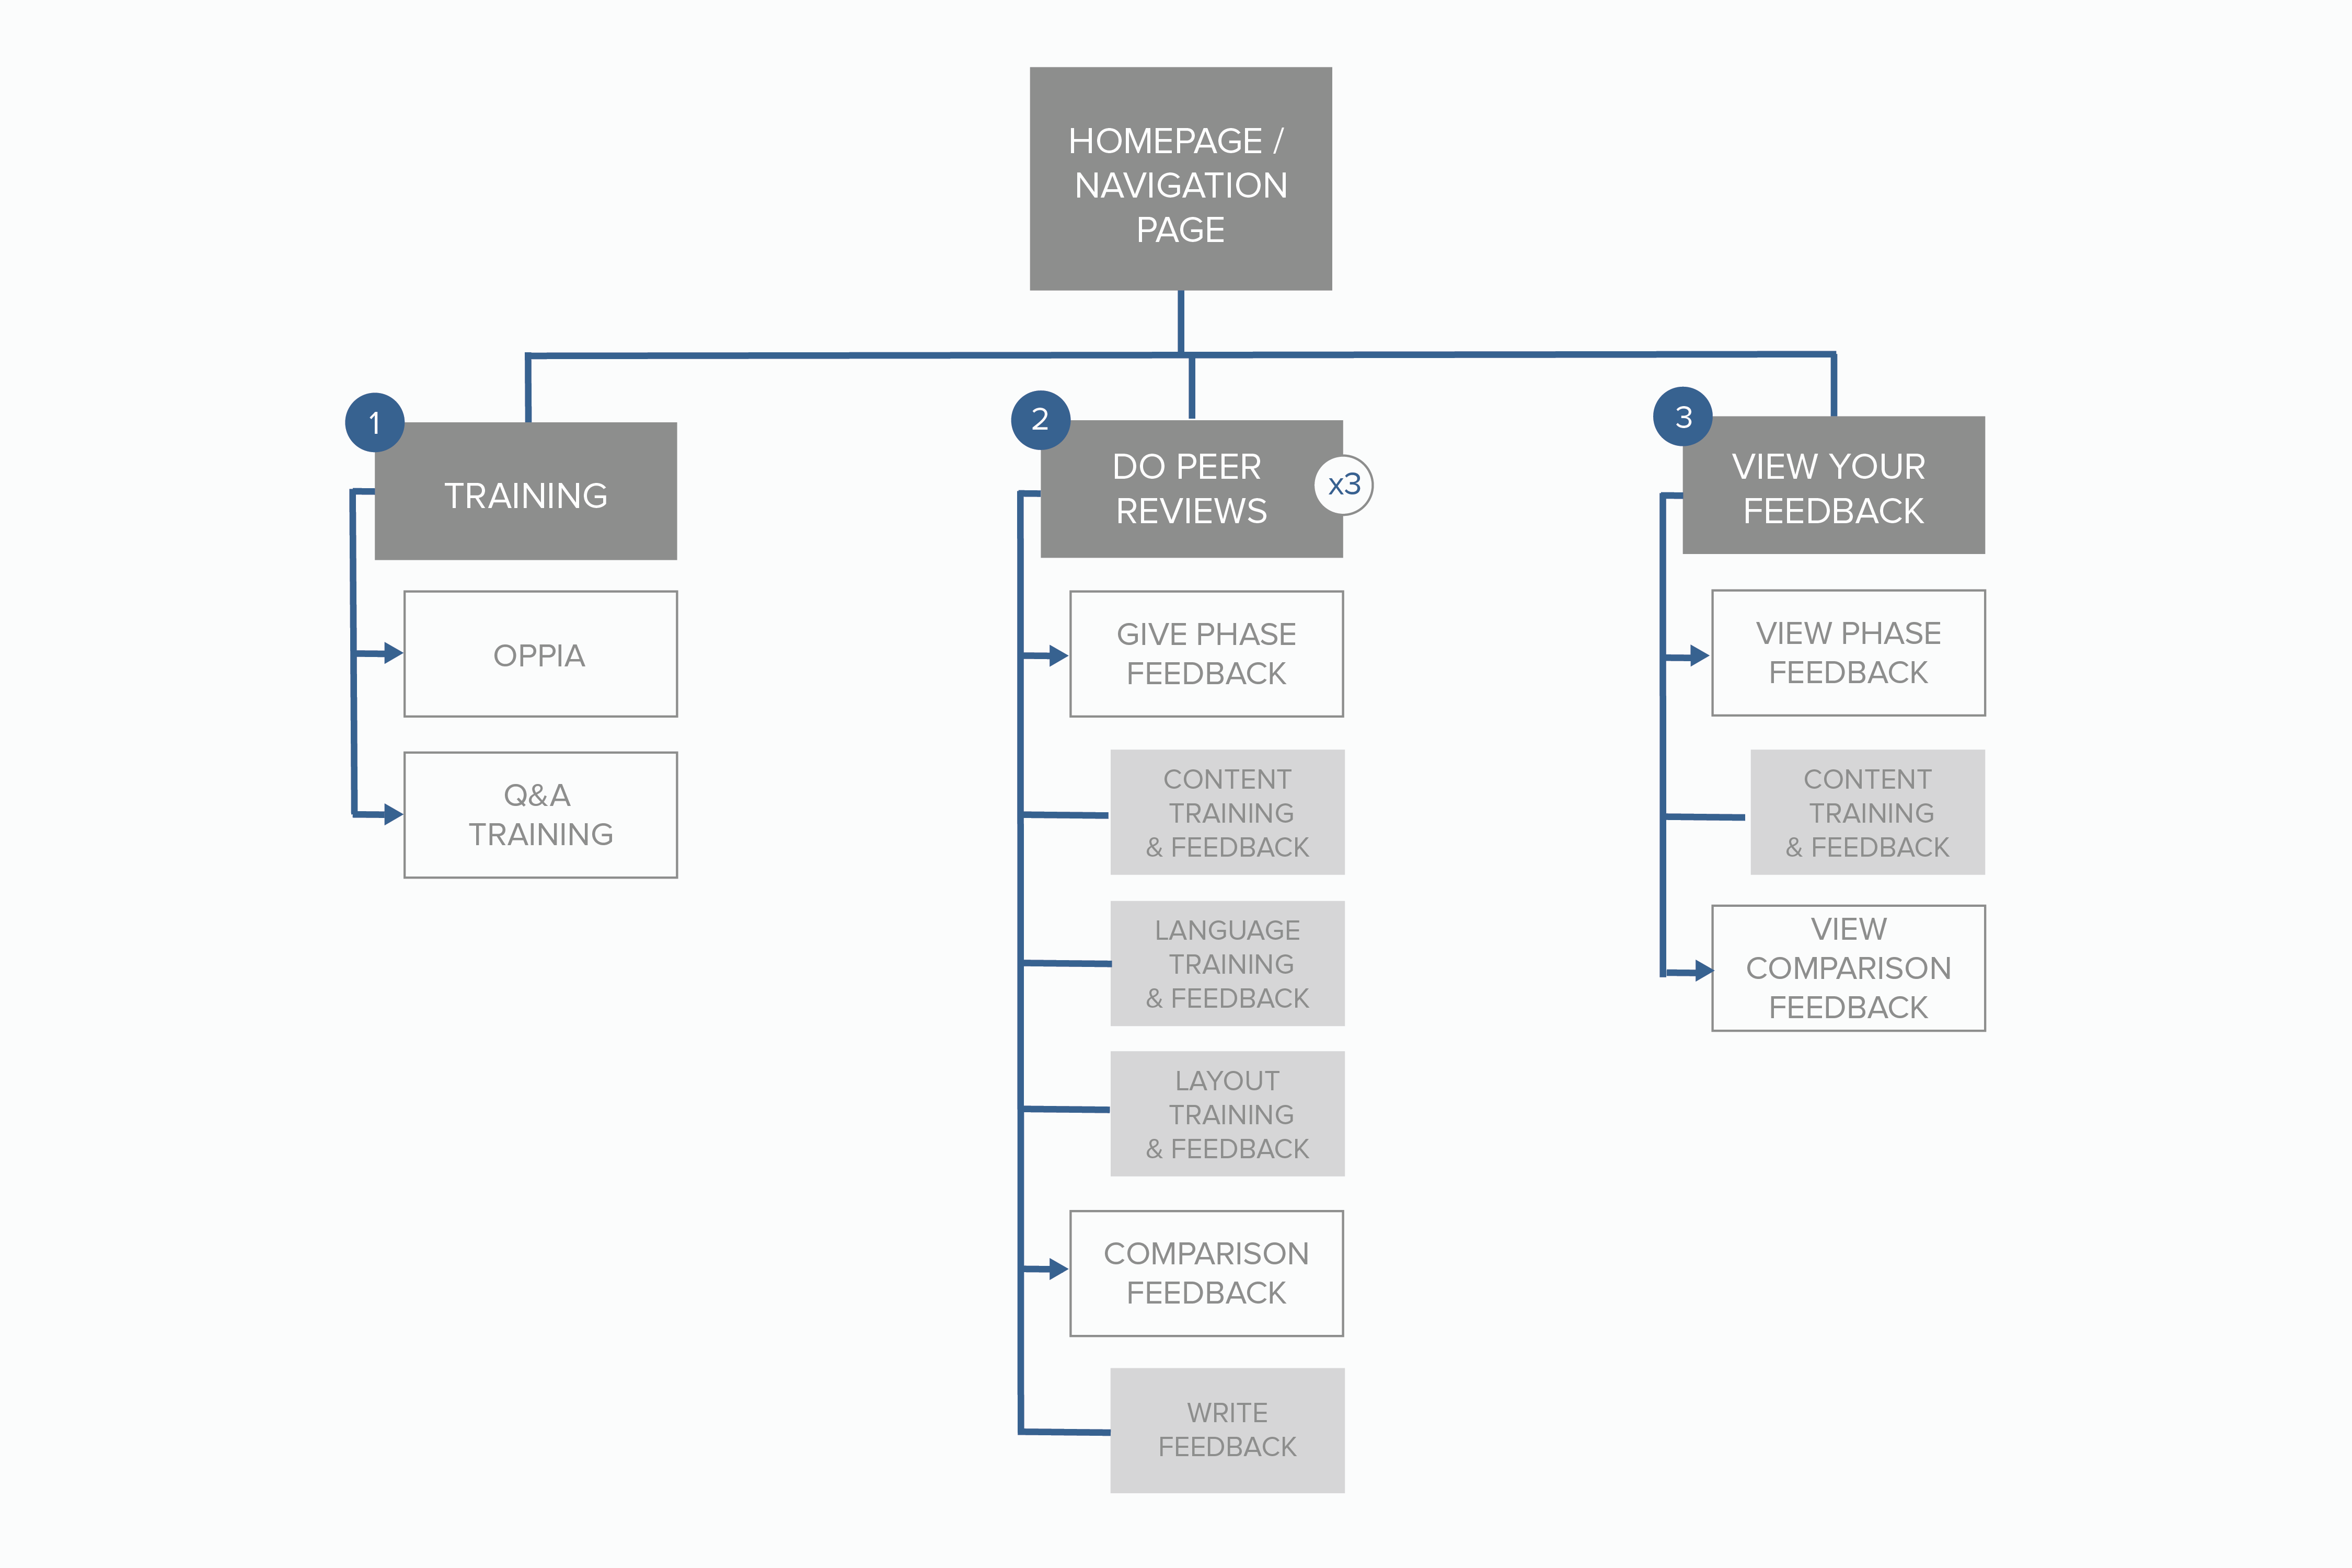 HOMEPAGE /
NAVIGATION
PAGE
1
TRAINING
OPPIA
Q&A
TRAINING
2
DO PEER
REVIEWS
x3
GIVE PHASE
FEEDBACK
CONTENT
TRAINING
& FEEDBACK
LANGUAGE
TRAINING
& FEEDBACK
LAYOUT
TRAINING
& FEEDBACK
COMPARISON
FEEDBACK
WRITE
FEEDBACK
3
VIEW YOUR
FEEDBACK
VIEW PHASE
FEEDBACK
CONTENT
TRAINING
& FEEDBACK
VIEW
COMPARISON
FEEDBACK